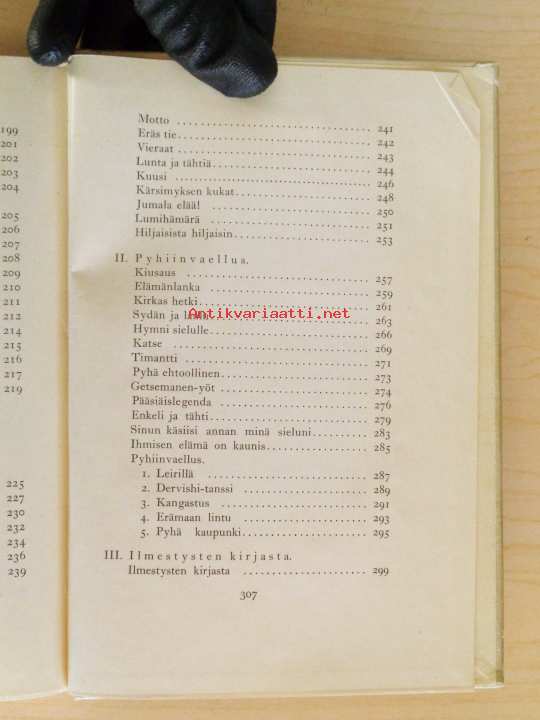 199
201
202
203
204
205
206
207
208
209
210
211
212
214
215
216
217
219
225
227
230
232
234
236
239
Motto ........ 241
Eräs tie ........ 242
Vieraat ........ 243
Lunta ja tähtiä ........ 244
Kuusi ........ 246
Kärsimyksen kukat ........ 248
Jumala elää! ........ 250
Lumihämärä ........ 251
Hiljaisista hiljaisin ........ 253
II. Pyhiinvaellus.
Kiusaus ........ 257
Elämänlanka ........ 259
Kirkas hetki ........ 261
Sydän ja ........ 263
Antikvariaatti.net
Hymni sielulle ........ 266
Katse ........ 269
Timantti ........ 271
Pyhä ehtoollinen ........ 273
Getsemanen-yöt ........ 274
Pääsiäislegenda ........ 276
Enkeli ja tähti ........ 279
Sinun käsiisi annan minä sieluni ........ 283
Ihmisen elämä on kaunis ........ 285
Pyhiinvaellus.
1. Leirillä ........ 287
2. Dervishi-tanssi ........ 289
3. Kangastus ........ 291
4. Erämaan lintu ........ 293
5. Pyhä kaupunki ........ 295
III. Ilmestysten kirjasta.
Ilmestysten kirjasta ........ 299
307